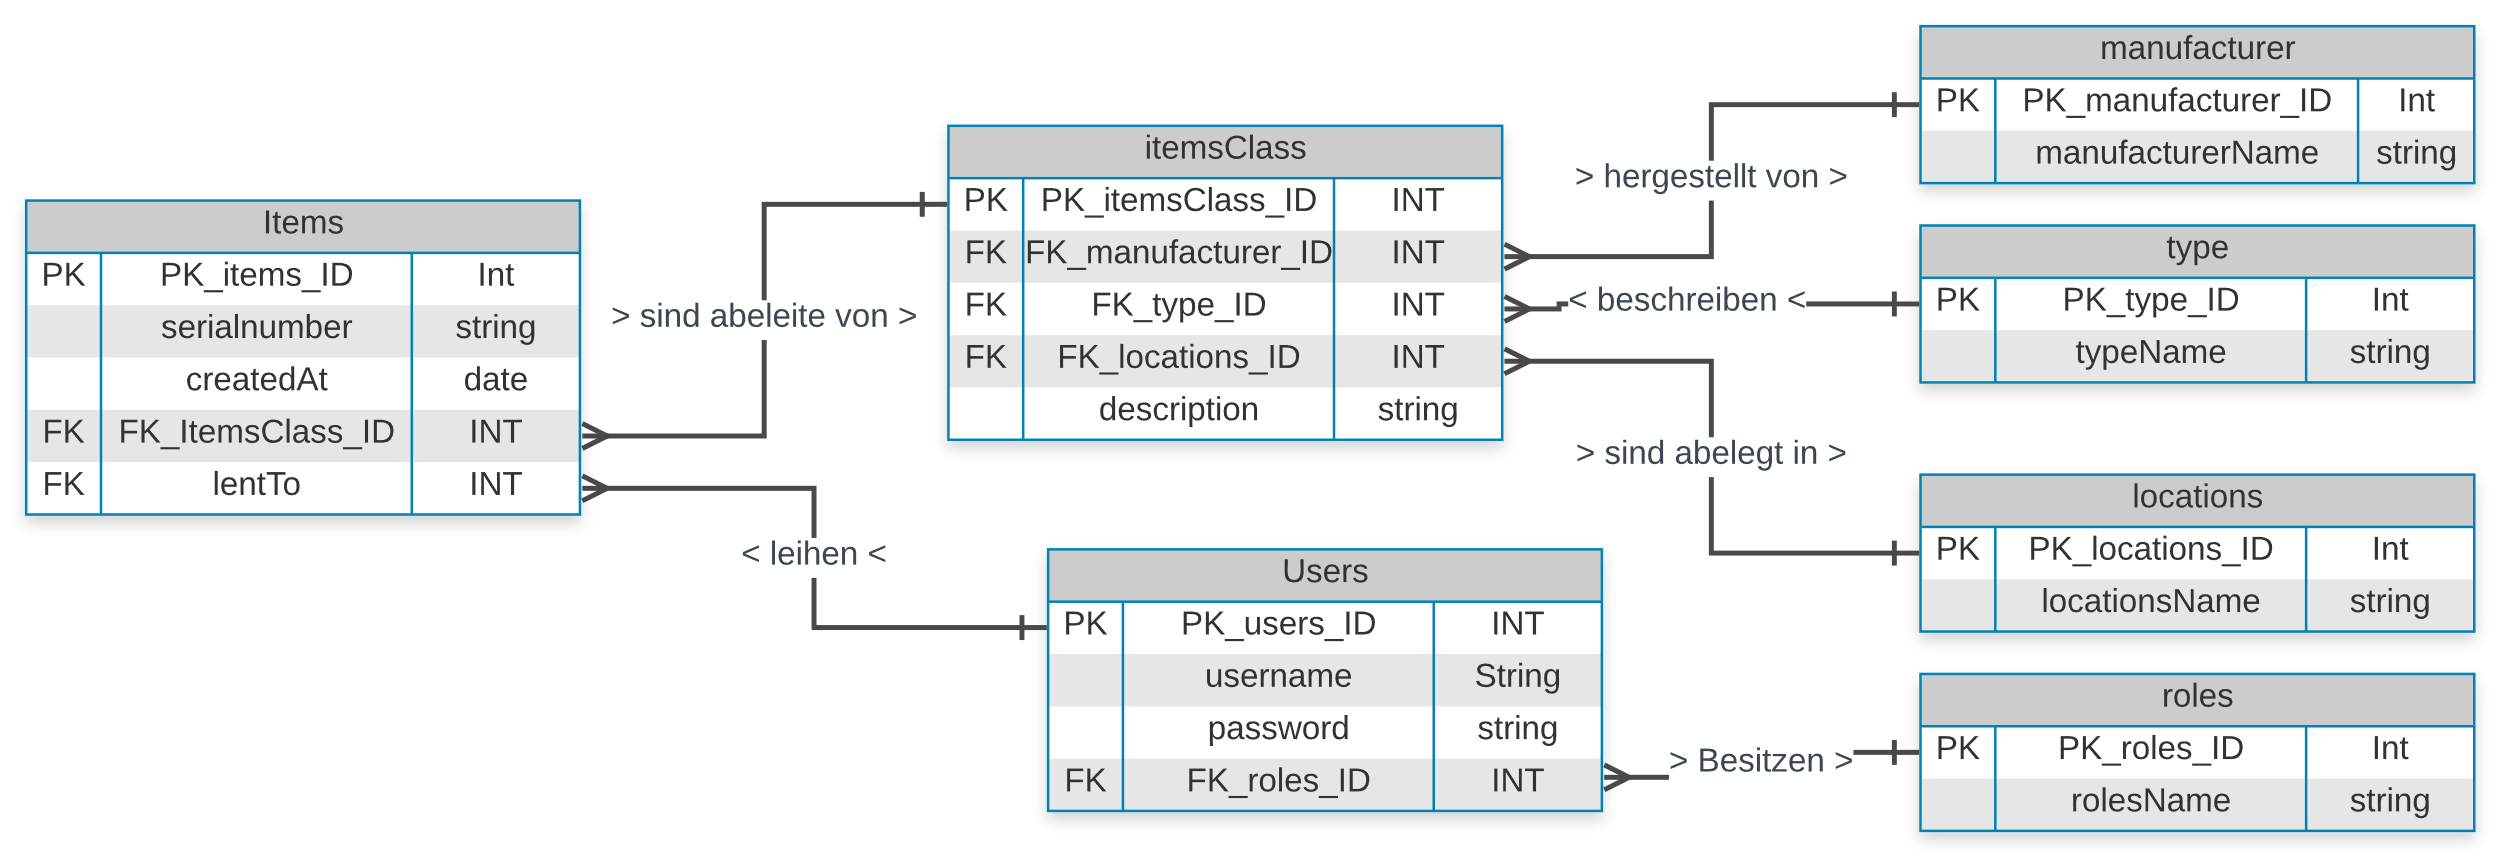 Items
PK PK_items_ID Int
serialnumber string
createdAt date
FK FK_ItemsClass_ID INT
FK lentTo INT
> sind abeleite von >
< leihen <
itemsClass
PK PK_itemsClass_ID INT
FK FK_manufacturer_ID INT
FK FK_type_ID INT
FK FK_locations_ID INT
description string
Users
PK PK_users_ID INT
username String
password string
FK FK_roles_ID INT
> hergestellt von >
< beschreiben <
> sind abelegt in >
> Besitzen >
manufacturer
PK PK_manufacturer_ID Int
manufacturerName string
type
PK PK_type_ID Int
typeName string
locations
PK PK_locations_ID Int
locationsName string
roles
PK PK_roles_ID Int
rolesName string